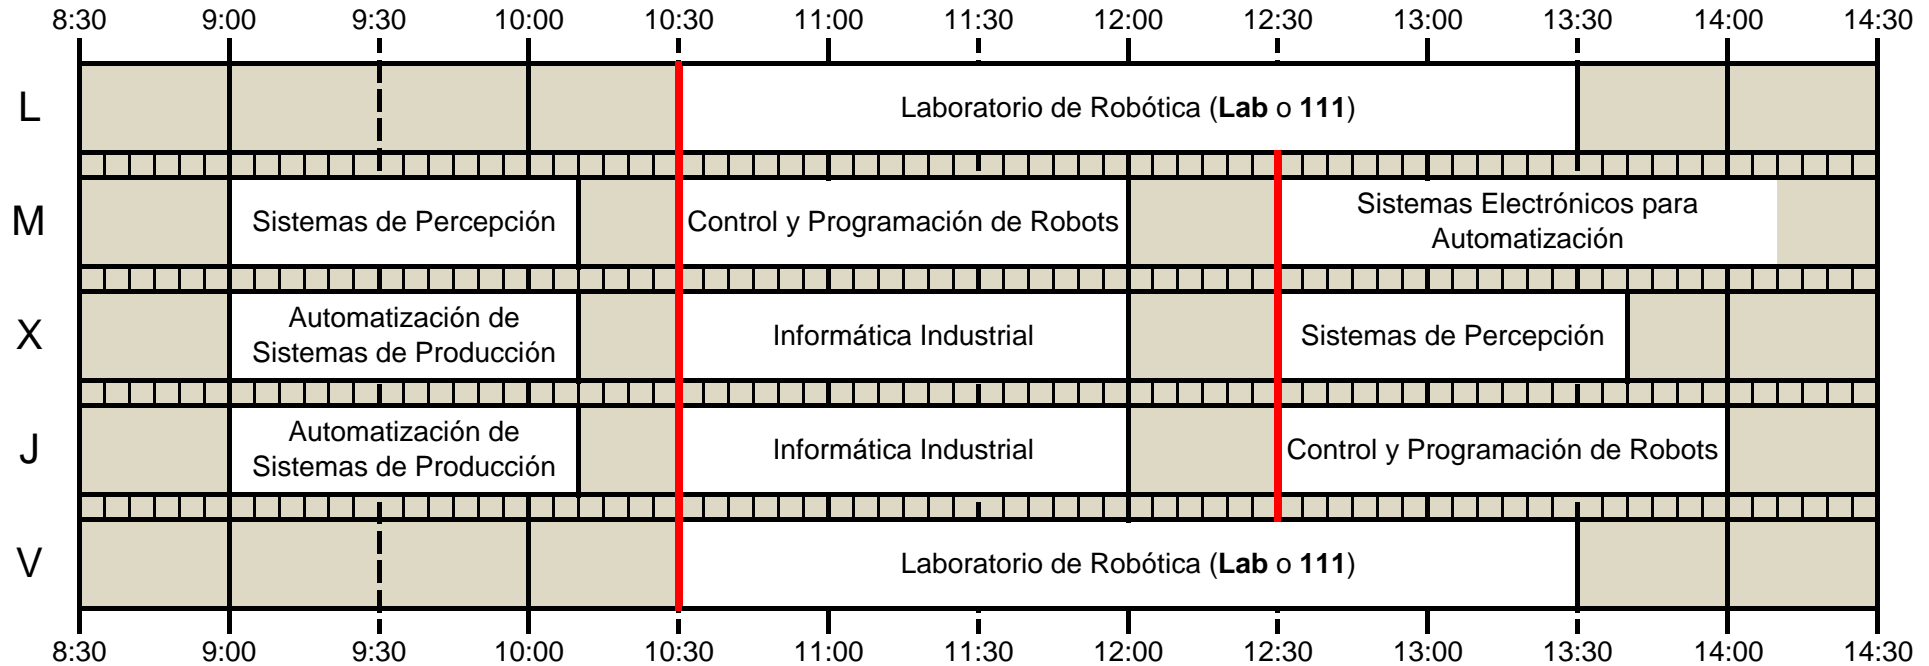 8:30 9:00 9:30 10:00 10:30 11:00 11:30 12:00 12:30 13:00 13:30 14:00 14:30
L Laboratorio de Robótica (Lab o 111)
M Sistemas de Percepción Control y Programación de Robots Sistemas Electrónicos para
Automatización
X Automatización de
Sistemas de Producción Informática Industrial Sistemas de Percepción
J Automatización de
Sistemas de Producción Informática Industrial Control y Programación de Robots
V Laboratorio de Robótica (Lab o 111)
8:30 9:00 9:30 10:00 10:30 11:00 11:30 12:00 12:30 13:00 13:30 14:00 14:30